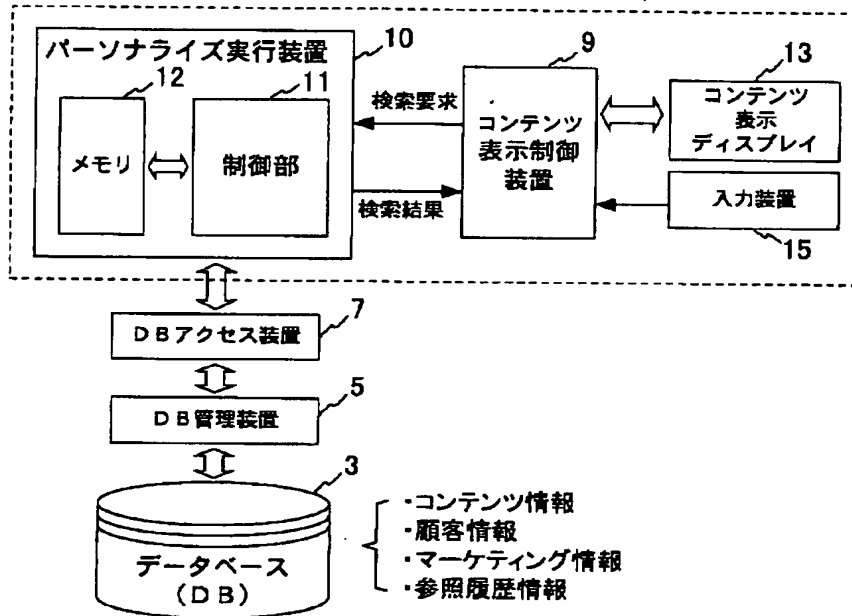 パーソナライズ実行装置
10
12
11
メモリ
制御部
検索要求
検索結果
9
コンテンツ
表示制御
装置
13
コンテンツ
表示
ディスプレイ
入力装置
15
7
DBアクセス装置
5
DB管理装置
3
データベース
(DB)
・コンテンツ情報
・顧客情報
・マーケティング情報
・参照履歴情報